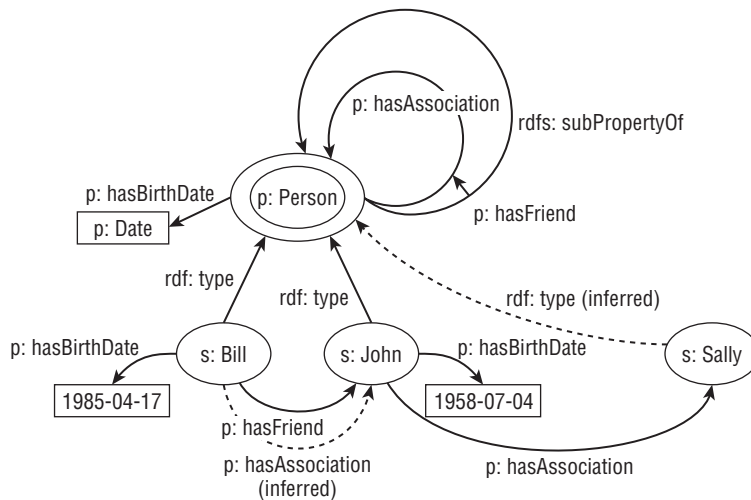 p: hasAssociation
rdfs: subPropertyOf
p: hasBirthDate
p: Person
p: hasFriend
p: Date
rdf: type
rdf: type
rdf: type (inferred)
p: hasBirthDate
s: Bill
s: John
p: hasBirthDate
s: Sally
1985-04-17
1958-07-04
p: hasFriend
p: hasAssociation
(inferred)
p: hasAssociation